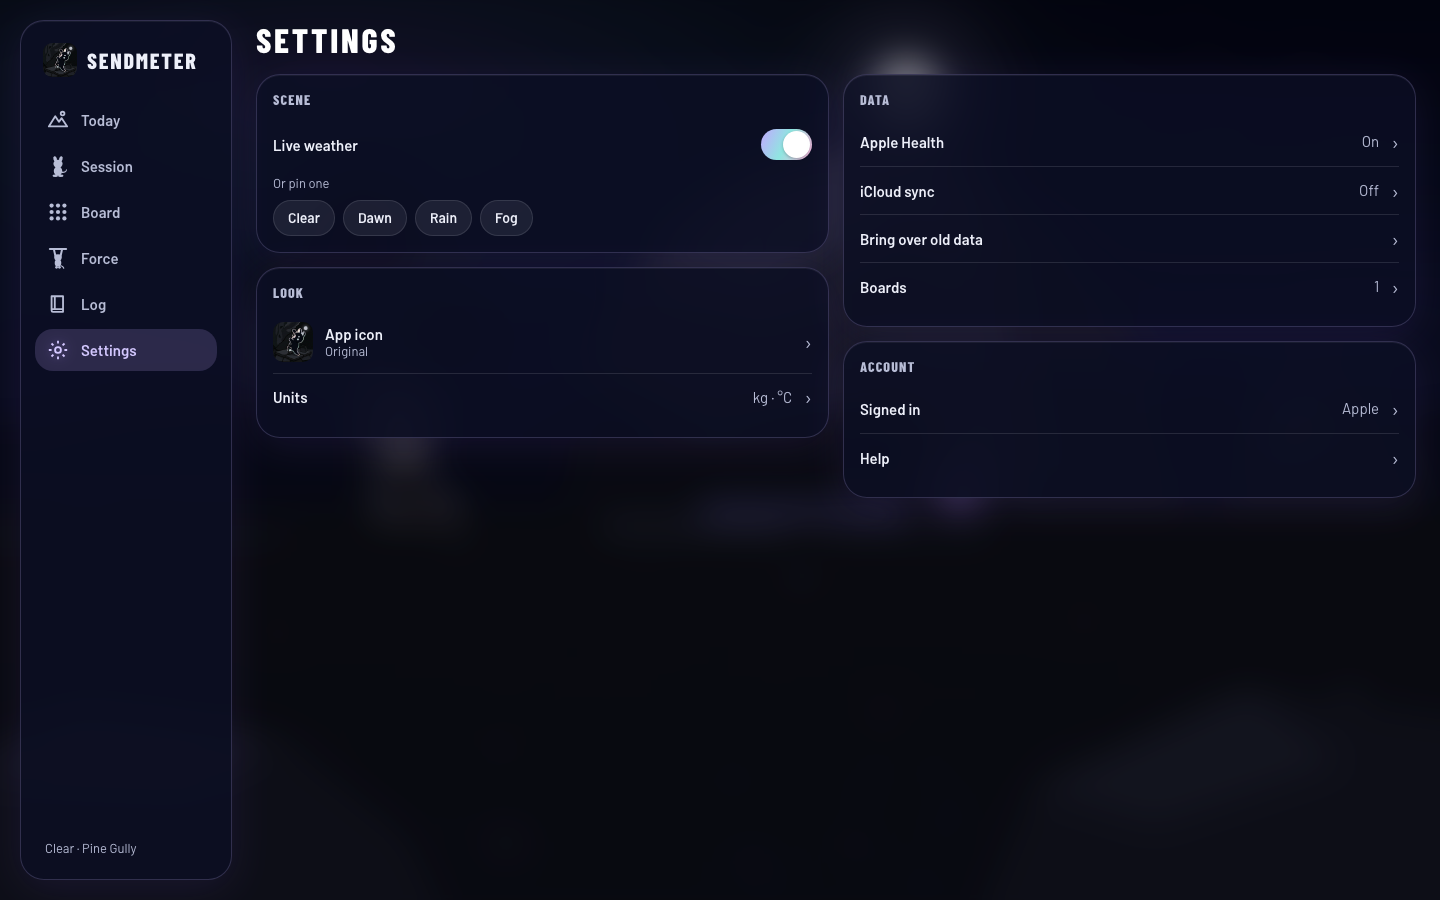 SENDMETER
Today
Session
Board
Force
Log
Settings
Clear · Pine Gully
SETTINGS
SCENE
Live weather
Or pin one
Clear
Dawn
Rain
Fog
LOOK
App icon
Original
›
Units
kg · °C ›
DATA
Apple Health
On ›
iCloud sync
Off ›
Bring over old data
›
Boards
1 ›
ACCOUNT
Signed in
Apple ›
Help
›